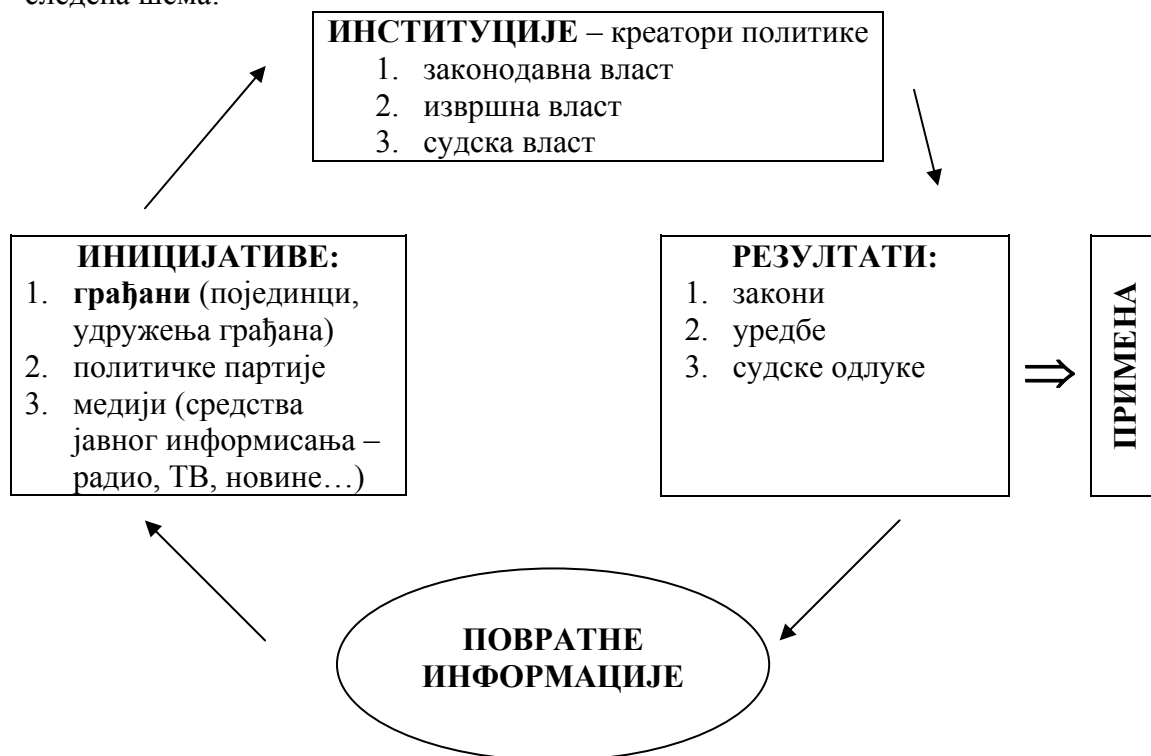 следећа шема:
ИНСТИТУЦИЈЕ – креатори политике
1. законодавна власт
2. извршна власт
3. судска власт
ИНИЦИЈАТИВЕ:
1. грађани (појединци,
удружења грађана)
2. политичке партије
3. медији (средства
јавног информисања –
радио, ТВ, новине…)
РЕЗУЛТАТИ:
1. закони
2. уредбе
3. судске одлуке
⇒
ПРИМЕНА
ПОВРАТНЕ
ИНФОРМАЦИЈЕ